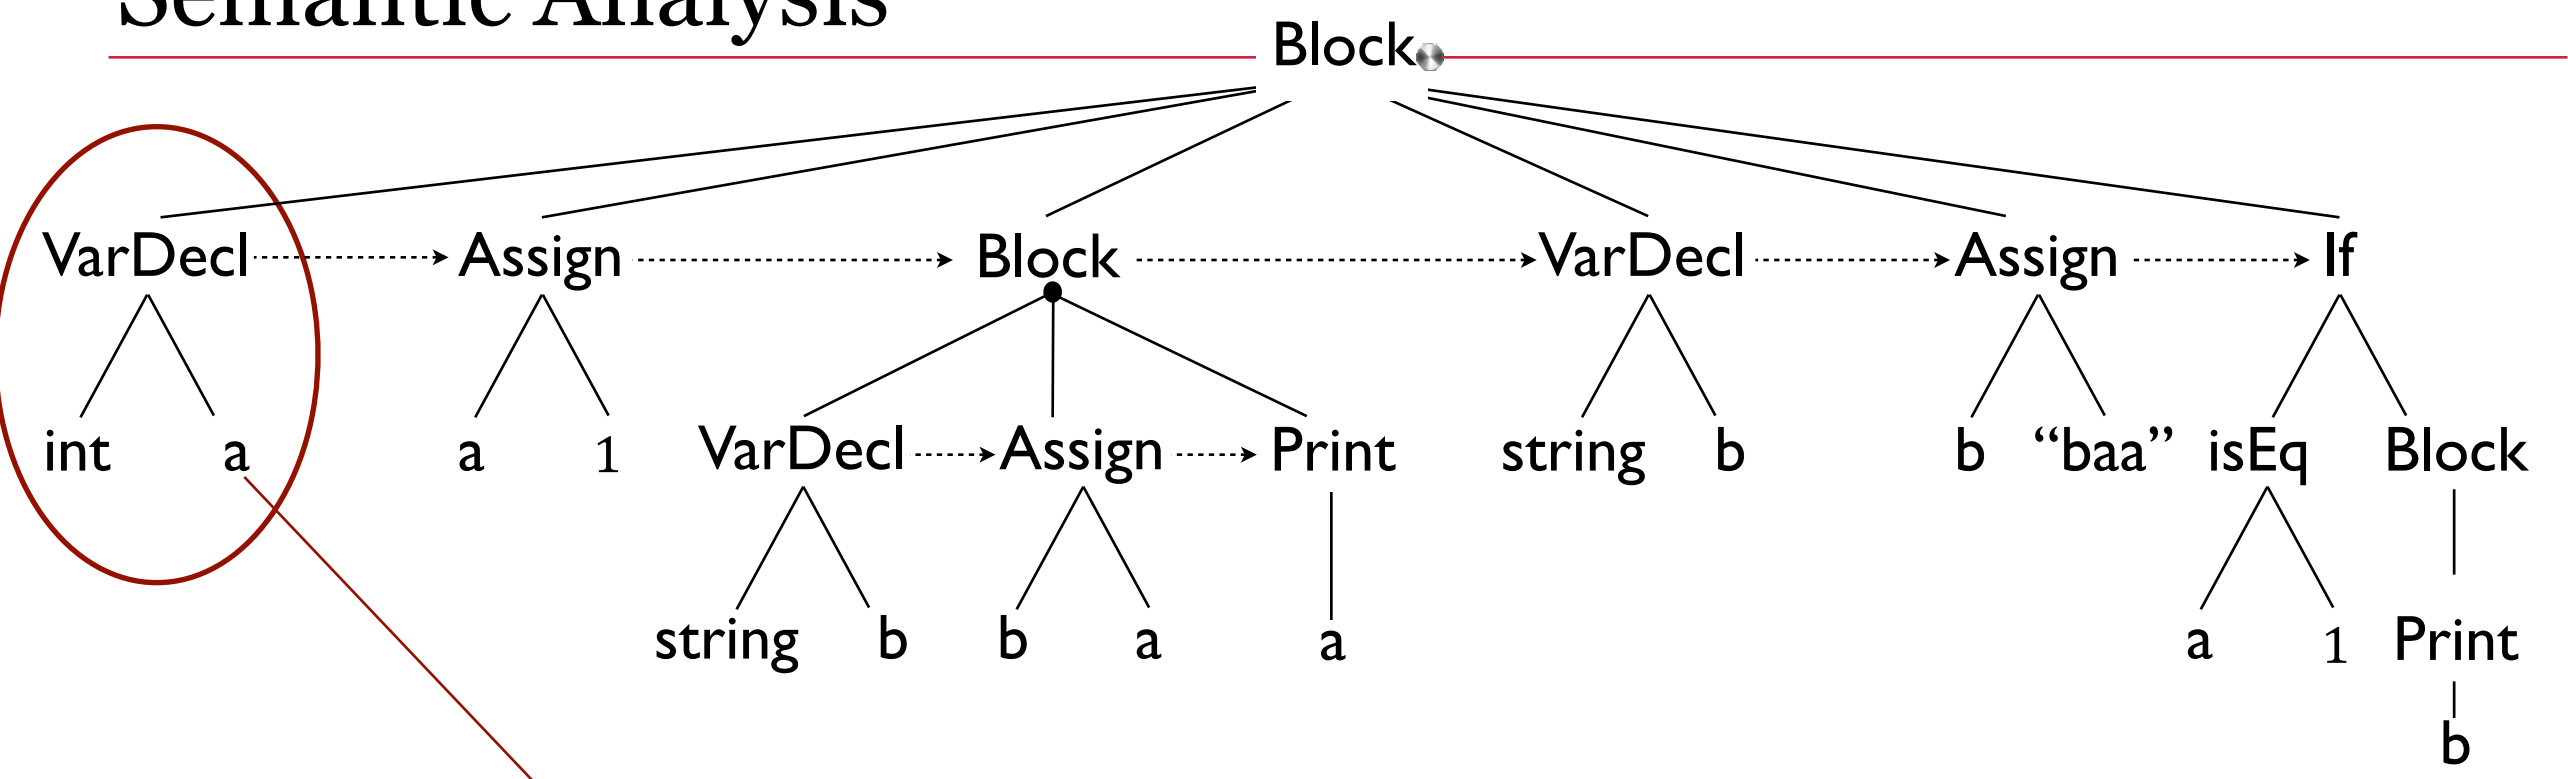 Semantic Analysis
Block
VarDecl Assign Block VarDecl Assign If
int a a 1 VarDecl Assign Print string b b “baa” isEq Block
string b b a a a 1 Print
b